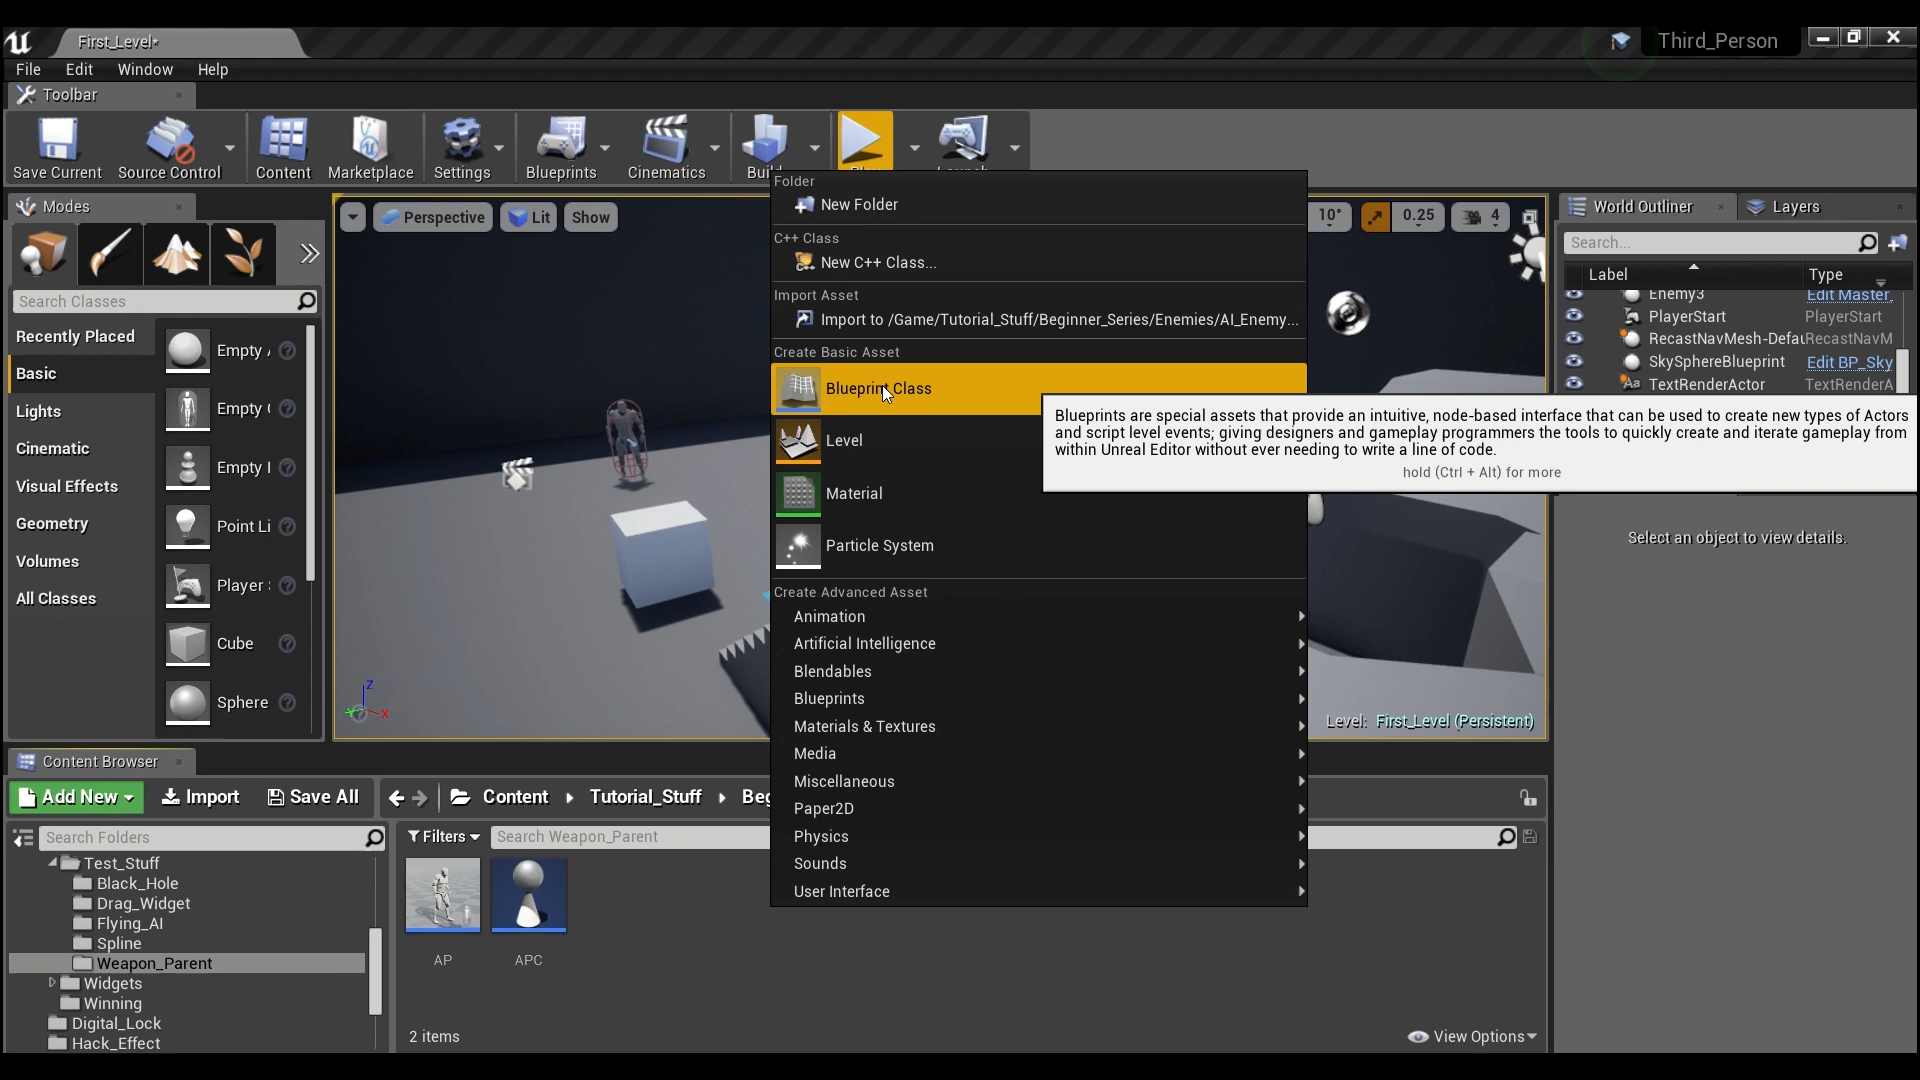 First_Level*
Third_Person
File Edit Window Help
Toolbar
Save Current Source Control Content Marketplace Settings Blueprints Cinematics Build
Modes
Search Classes
Recently Placed
Basic
Lights
Cinematic
Visual Effects
Geometry
Volumes
All Classes
Empty
Empty
Empty
Point Li
Player
Cube
Sphere
Perspective Lit Show
10° 0.25 4
Z
X
Level: First_Level (Persistent)
Folder
New Folder
C++ Class
New C++ Class...
Import Asset
Import to /Game/Tutorial_Stuff/Beginner_Series/Enemies/AI_Enemy...
Create Basic Asset
Blueprint Class
Level
Material
Particle System
Create Advanced Asset
Animation
Artificial Intelligence
Blendables
Blueprints
Materials & Textures
Media
Miscellaneous
Paper2D
Physics
Sounds
User Interface
Blueprints are special assets that provide an intuitive, node-based interface that can be used to create new types of Actors
and script level events; giving designers and gameplay programmers the tools to quickly create and iterate gameplay from
within Unreal Editor without ever needing to write a line of code.
hold (Ctrl + Alt) for more
World Outliner Layers
Search...
Label Type
Enemy3 Edit Master_
PlayerStart PlayerStart
RecastNavMesh-Defau RecastNavM
SkySphereBlueprint Edit BP_Sky
TextRenderActor TextRenderA
Select an object to view details.
Content Browser
Add New Import Save All Content Tutorial_Stuff Beg
Search Folders
Test_Stuff
Black_Hole
Drag_Widget
Flying_AI
Spline
Weapon_Parent
Widgets
Winning
Digital_Lock
Hack_Effect
Filters Search Weapon_Parent
AP APC
2 items
View Options